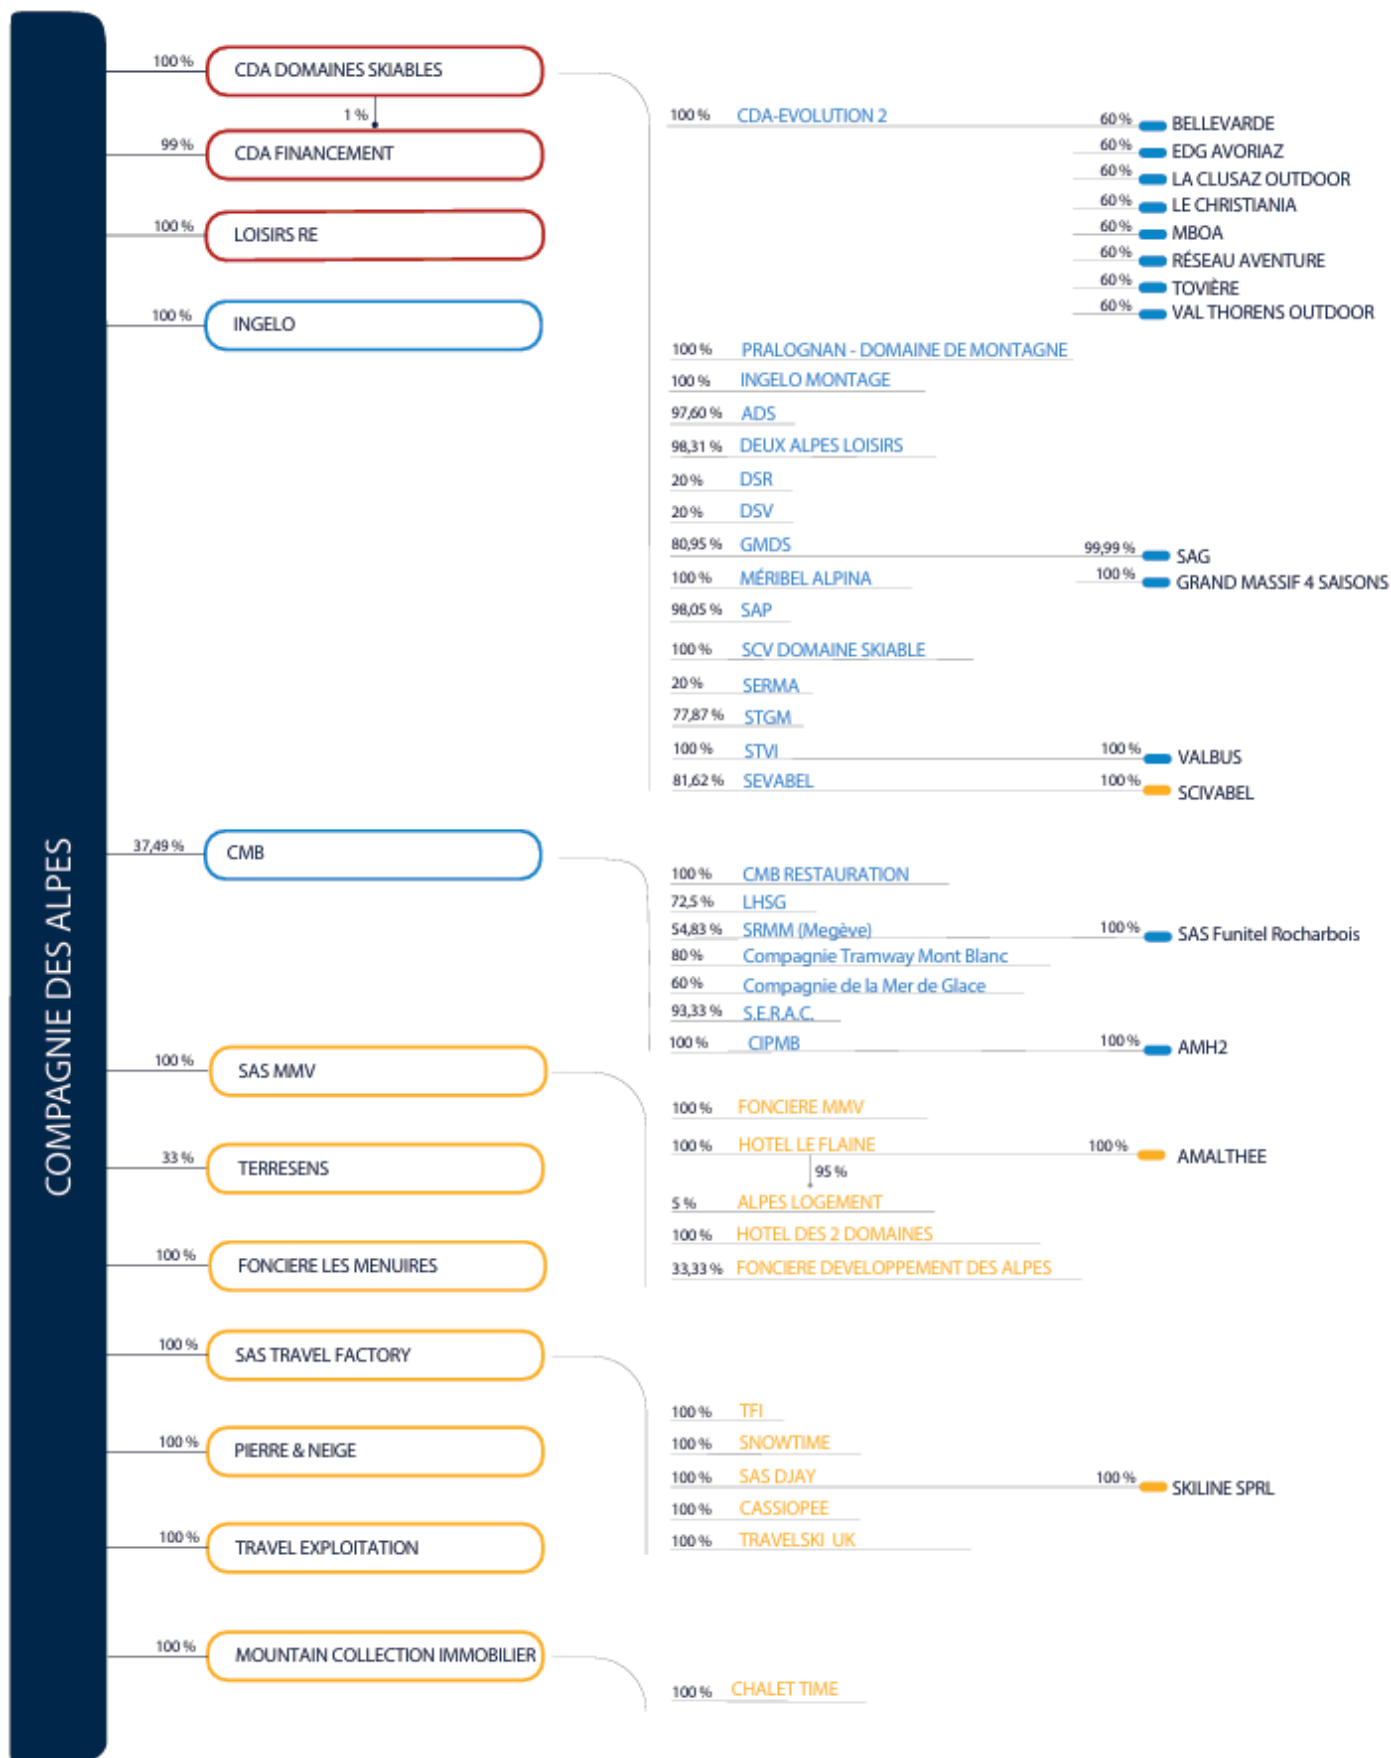 COMPAGNIE DES ALPES
100 % CDA DOMAINES SKIABLES
1 %
99 % CDA FINANCEMENT
100 % LOISIRS RE
100 % INGELO
100 % CDA-EVOLUTION 2
60 % BELLEVARDE
60 % EDG AVORIAZ
60 % LA CLUSAZ OUTDOOR
60 % LE CHRISTIANIA
60 % MBOA
60 % RÉSEAU AVENTURE
60 % TOVIÈRE
60 % VAL THORENS OUTDOOR
100 % PRALOGNAN - DOMAINE DE MONTAGNE
100 % INGELO MONTAGE
97,60 % ADS
98,31 % DEUX ALPES LOISIRS
20 % DSR
20 % DSV
80,95 % GMDS 99,99 % SAG
100 % MÉRIBEL ALPINA 100 % GRAND MASSIF 4 SAISONS
98,05 % SAP
100 % SCV DOMAINE SKIABLE
20 % SERMA
77,87 % STGM
100 % STVI 100 % VALBUS
81,62 % SEVABEL 100 % SCIVABEL
37,49 % CMB
100 % CMB RESTAURATION
72,5 % LHSG
54,83 % SRMM (Megève) 100 % SAS Funitel Rocharbois
80 % Compagnie Tramway Mont Blanc
60 % Compagnie de la Mer de Glace
93,33 % S.E.R.A.C.
100 % CIPMB 100 % AMH2
100 % SAS MMV
100 % FONCIERE MMV
100 % HOTEL LE FLAINE 100 % AMALTHEE
95 %
5 % ALPES LOGEMENT
100 % HOTEL DES 2 DOMAINES
33,33 % FONCIERE DEVELOPPEMENT DES ALPES
33 % TERRESENS
100 % FONCIERE LES MENUIRES
100 % SAS TRAVEL FACTORY
100 % TFI
100 % SNOWTIME
100 % SAS DJAY 100 % SKILINE SPRL
100 % CASSIOPEE
100 % TRAVELSKI UK
100 % PIERRE & NEIGE
100 % TRAVEL EXPLOITATION
100 % MOUNTAIN COLLECTION IMMOBILIER
100 % CHALET TIME